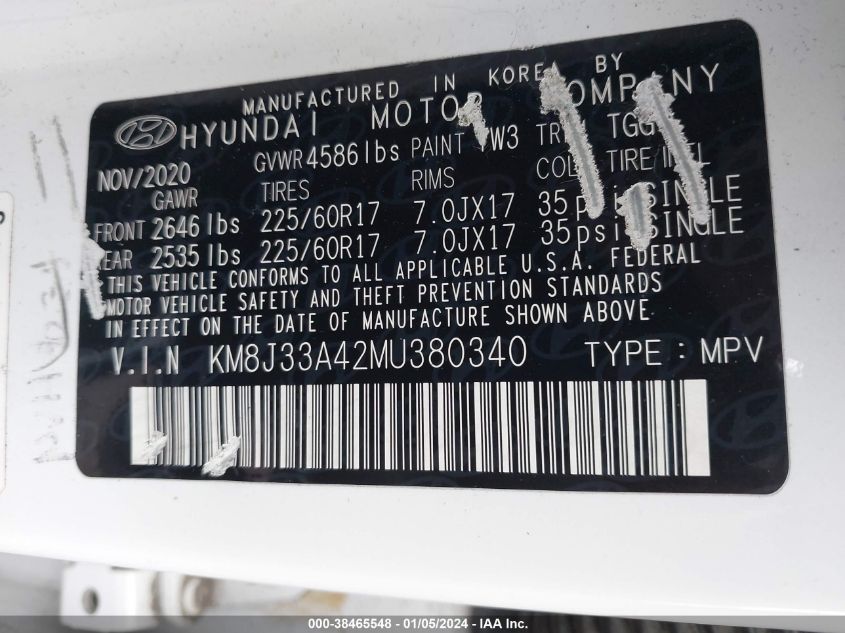 MANUFACTURED IN KOREA BY
HYUNDAI MOTOR COMPANY
NOV/2020 GVWR 4586 lbs PAINT W3 TR TGG
GAWR TIRES RIMS COL TIRE
FRONT 2646 lbs 225/60R17 7.0JX17 35 psi SINGLE
REAR 2535 lbs 225/60R17 7.0JX17 35 psi SINGLE
THIS VEHICLE CONFORMS TO ALL APPLICABLE U.S.A. FEDERAL
MOTOR VEHICLE SAFETY AND THEFT PREVENTION STANDARDS
IN EFFECT ON THE DATE OF MANUFACTURE SHOWN ABOVE
V.I.N KM8J33A42MU380340 TYPE : MPV
000-38465548 - 01/05/2024 - IAA Inc.